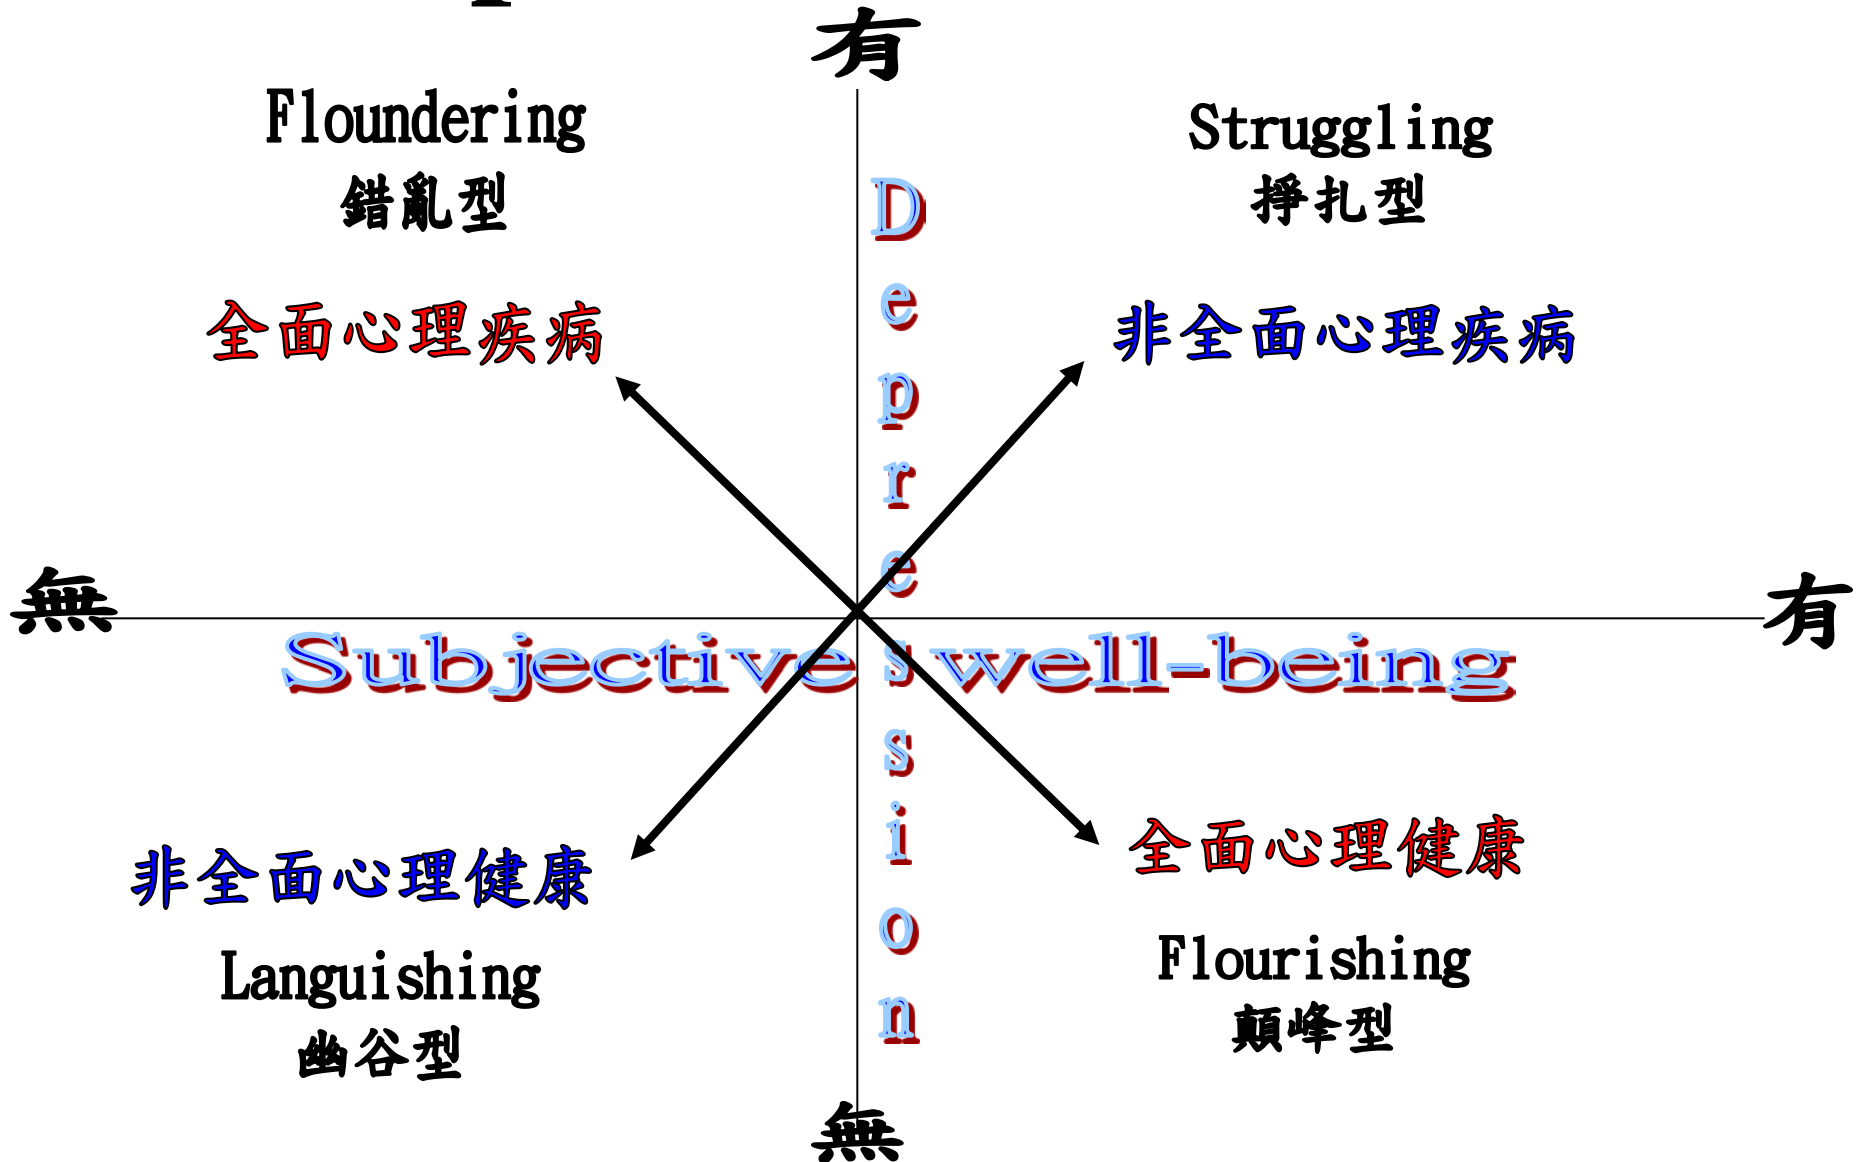 有
Floundering
錯亂型
全面心理疾病
Struggling
掙扎型
非全面心理疾病
Depression
無
有
Subjective well-being
非全面心理健康
Languishing
幽谷型
全面心理健康
Flourishing
顛峰型
無